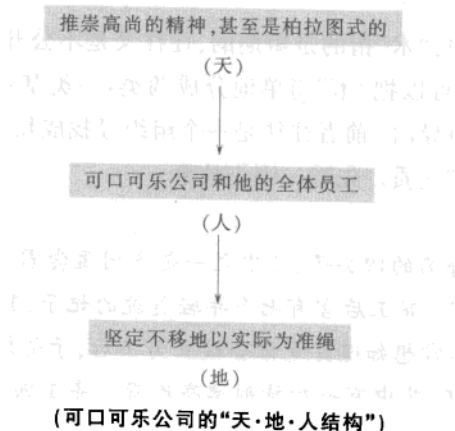 推崇高尚的精神,甚至是柏拉图式的
(天)
可口可乐公司和他的全体员工
(人)
坚定不移地以实际为准绳
(地)
(可口可乐公司的“天·地·人结构”)